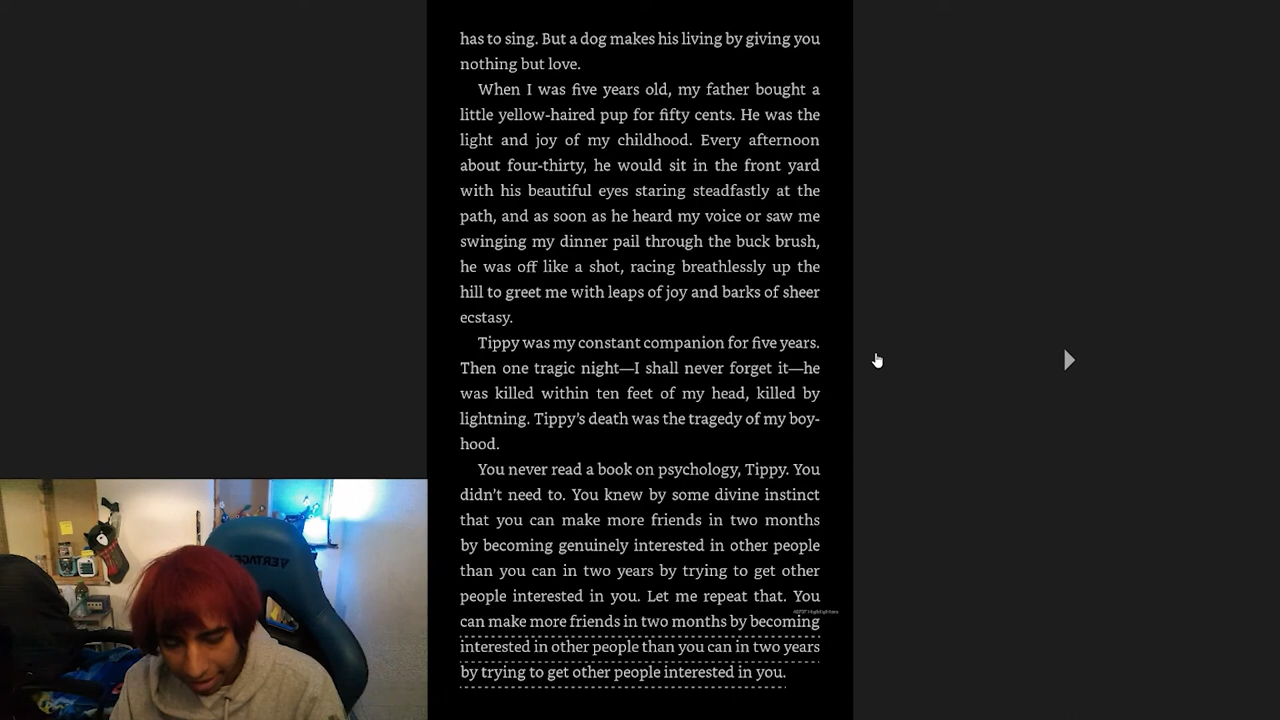 has to sing. But a dog makes his living by giving you
nothing but love.
When I was five years old, my father bought a
little yellow-haired pup for fifty cents. He was the
light and joy of my childhood. Every afternoon
about four-thirty, he would sit in the front yard
with his beautiful eyes staring steadfastly at the
path, and as soon as he heard my voice or saw me
swinging my dinner pail through the buck brush,
he was off like a shot, racing breathlessly up the
hill to greet me with leaps of joy and barks of sheer
ecstasy.
Tippy was my constant companion for five years.
Then one tragic night—I shall never forget it—he
was killed within ten feet of my head, killed by
lightning. Tippy’s death was the tragedy of my boy-
hood.
You never read a book on psychology, Tippy. You
didn’t need to. You knew by some divine instinct
that you can make more friends in two months
by becoming genuinely interested in other people
than you can in two years by trying to get other
people interested in you. Let me repeat that. You
can make more friends in two months by becoming
interested in other people than you can in two years
by trying to get other people interested in you.